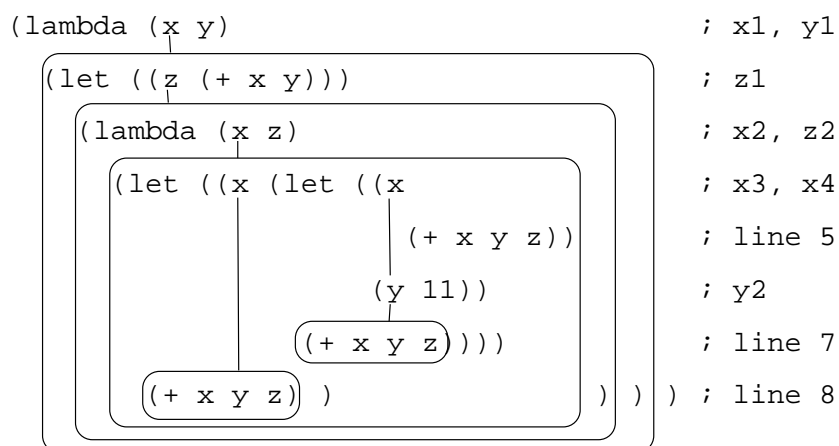 (lambda (x y) ; x1, y1
(let ((z (+ x y))) ; z1
(lambda (x z) ; x2, z2
(let ((x (let ((x ; x3, x4
(+ x y z)) ; line 5
(y 11)) ; y2
(+ x y z)))) ; line 7
(+ x y z) ) ) ) ) ; line 8